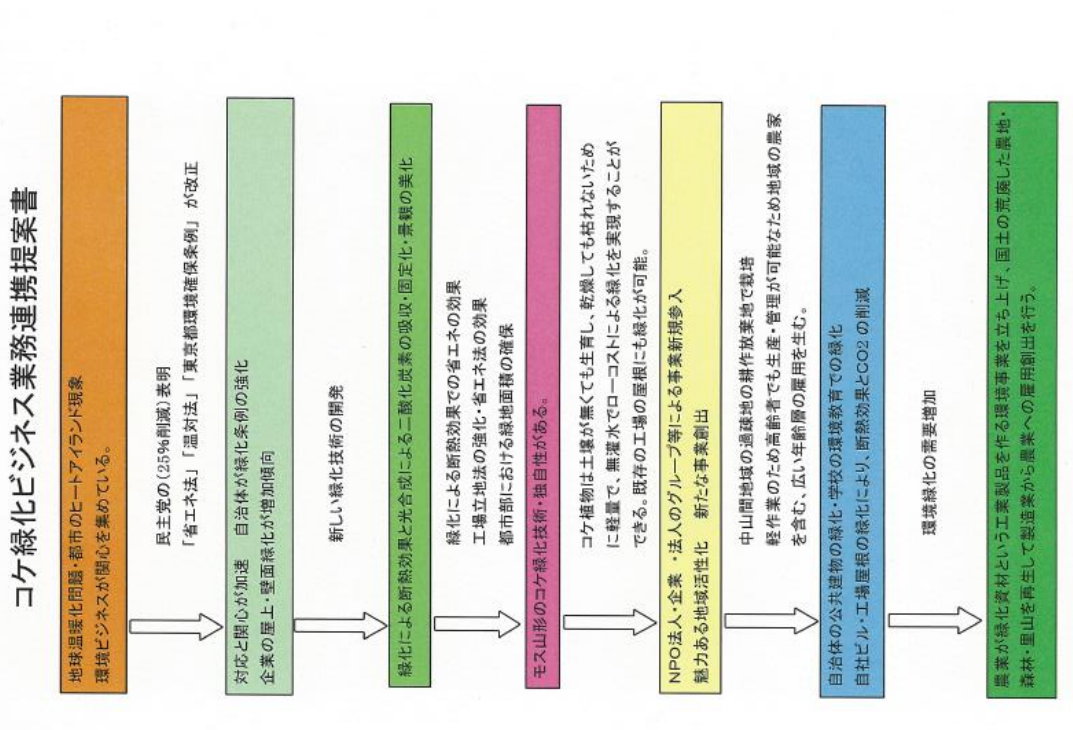 コケ緑化ビジネス業務連携提案書
地球温暖化問題・都市のヒートアイランド現象
環境ビジネスが関心を集めている。
民主党の(25%削減)表明
「省エネ法」「温対法」「東京都環境確保条例」が改正
対応と関心が加速　自治体が緑化条例の強化
企業の屋上・壁面緑化が増加傾向
新しい緑化技術の開発
緑化による断熱効果と光合成による二酸化炭素の吸収・固定化・景観の美化
緑化による断熱効果での省エネの効果
工場立地法の強化・省エネ法の効果
都市部における緑地面積の確保
モス山形のコケ緑化技術・独自性がある。
コケ植物は土壌が無くても生育し、乾燥しても枯れないため
に軽量で、無灌水でローコストによる緑化を実現することが
できる。既存の工場の屋根にも緑化が可能。
NPO法人・企業　・法人のグループ等による事業新規参入
魅力ある地域活性化　新たな事業創出
中山間地域の過疎地の耕作放棄地で栽培
軽作業のため高齢者でも生産・管理が可能なため地域の農家
を含む、広い年齢層の雇用を生む。
自治体の公共建物の緑化・学校の環境教育での緑化
自社ビル・工場屋根の緑化により、断熱効果とCO2の削減
環境緑化の需要増加
農業が緑化資材という工業製品を作る環境事業を立ち上げ、国土の荒廃した農地・
森林・里山を再生して製造業から農業への雇用創出を行う。